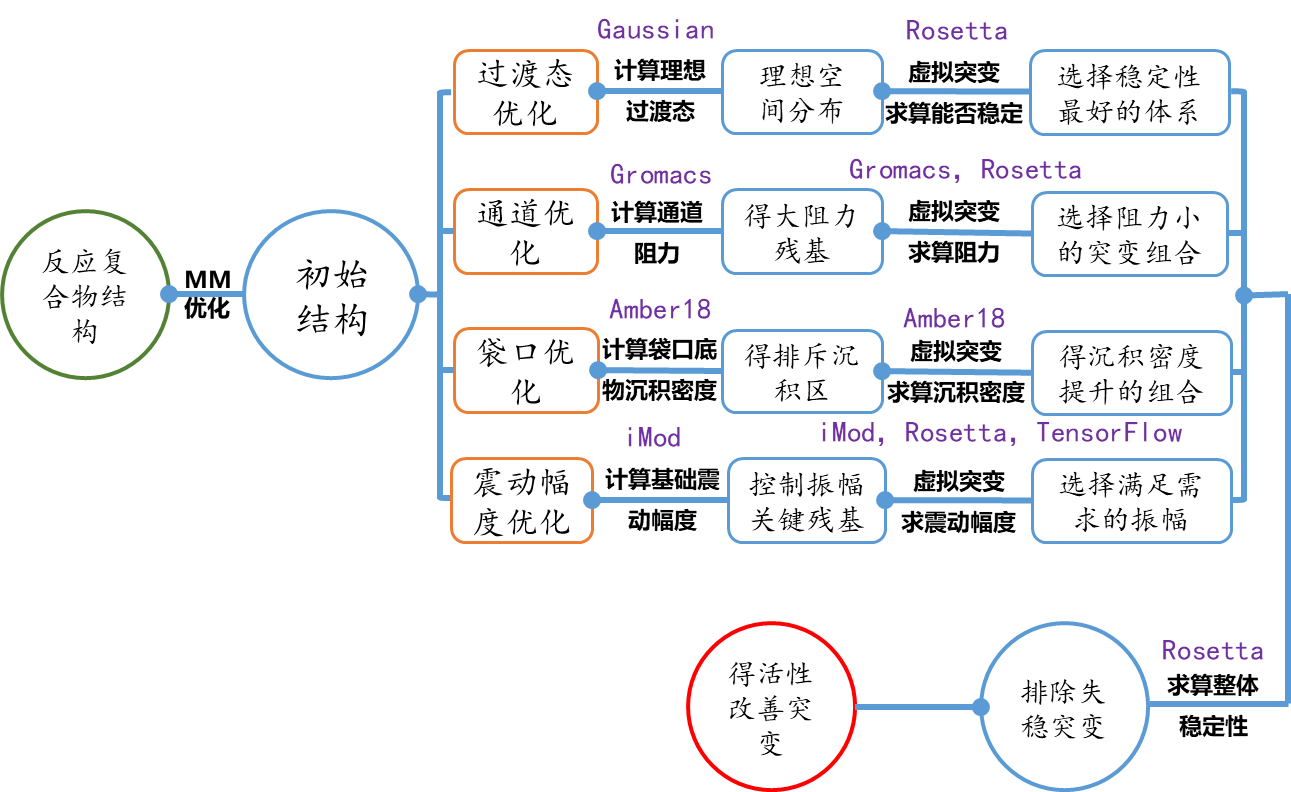 反应复
合物结
构
MM
优化
初始
结构
过渡态
优化
Gaussian
计算理想
过渡态
理想空
间分布
Rosetta
虚拟突变
求算能否稳定
选择稳定性
最好的体系
通道优
化
Gromacs
计算通道
阻力
得大阻力
残基
Gromacs, Rosetta
虚拟突变
求算阻力
选择阻力小
的突变组合
袋口优
化
Amber18
计算袋口底
物沉积密度
得排斥沉
积区
Amber18
虚拟突变
求算沉积密度
得沉积密度
提升的组合
震动幅
度优化
iMod
计算基础震
动幅度
控制振幅
关键残基
iMod, Rosetta, TensorFlow
虚拟突变
求震动幅度
选择满足需
求的振幅
Rosetta
求算整体
稳定性
排除失
稳突变
得活性
改善突
变